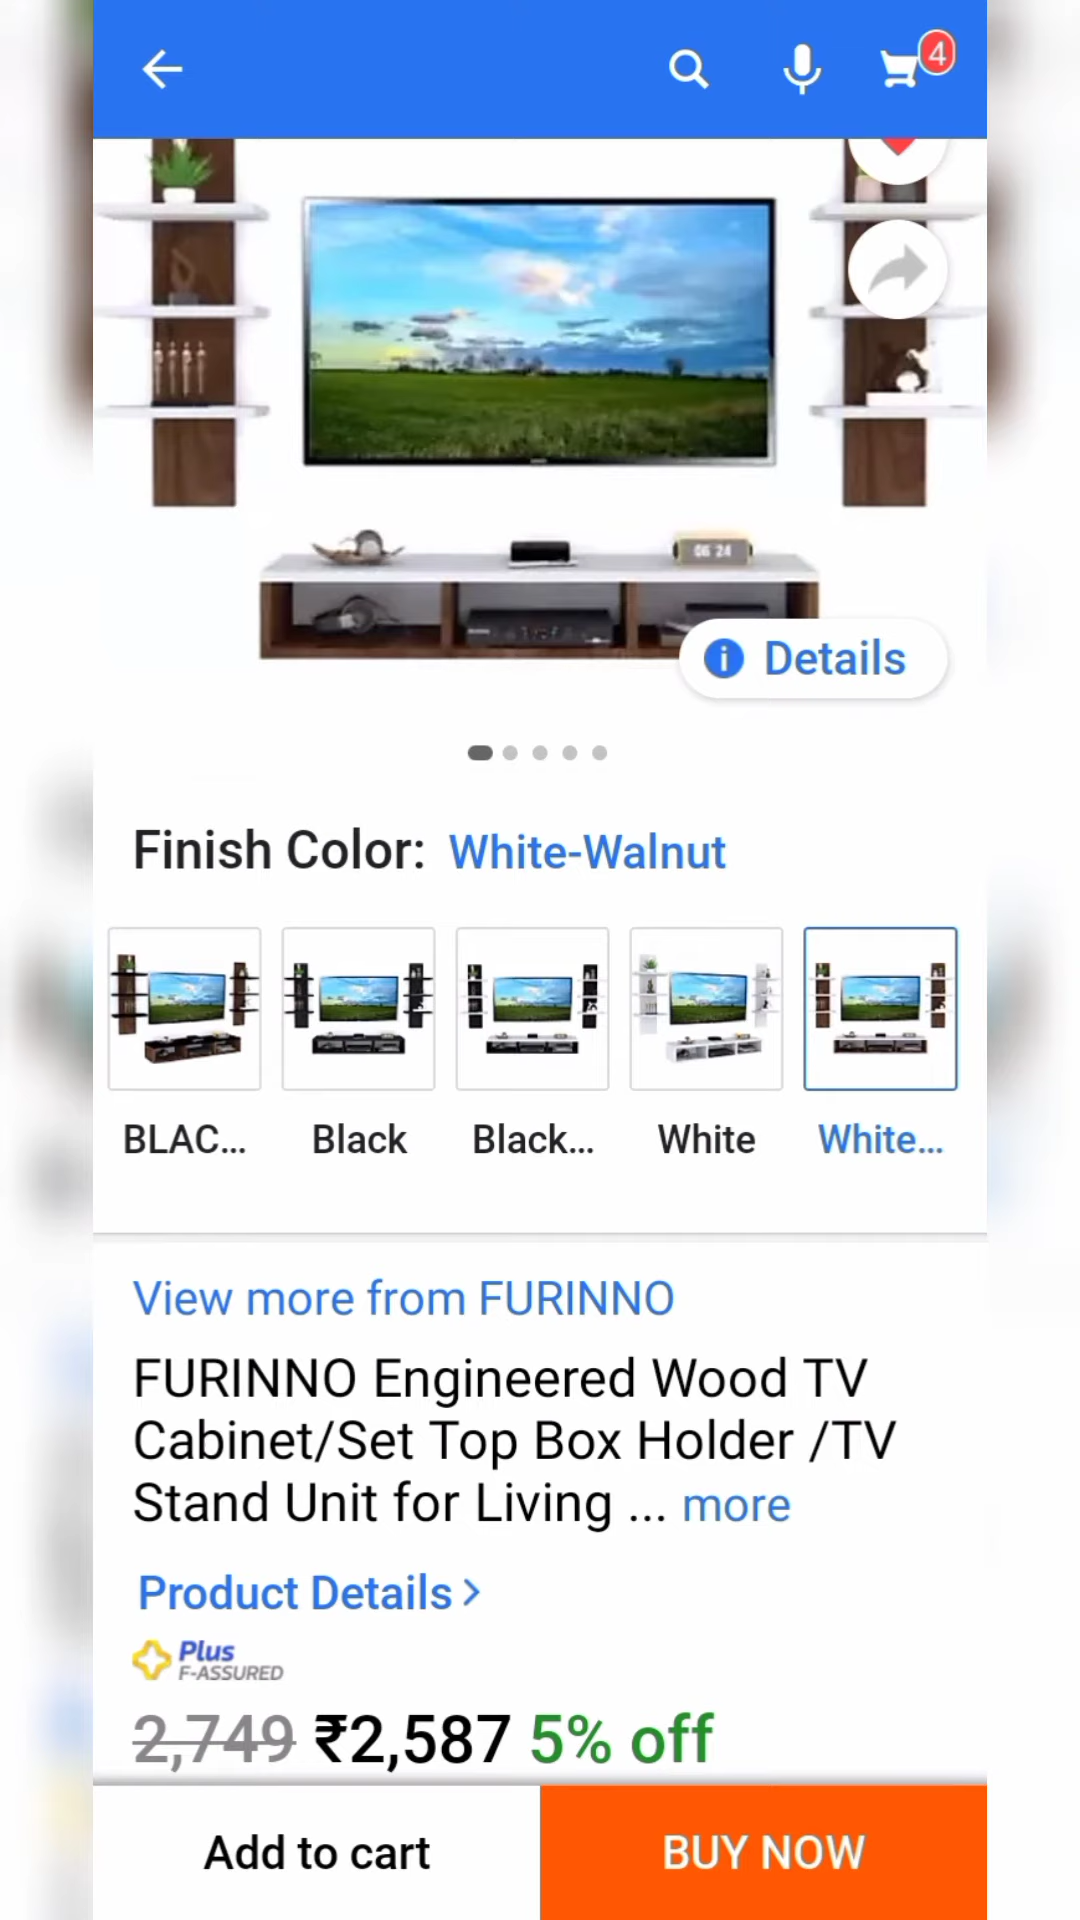 4
06 24
i Details
Finish Color: White-Walnut
BLAC... Black Black... White White...
View more from FURINNO
FURINNO Engineered Wood TV
Cabinet/Set Top Box Holder /TV
Stand Unit for Living ... more
Product Details
Plus
F-ASSURED
2,749 ₹2,587 5% off
Add to cart BUY NOW